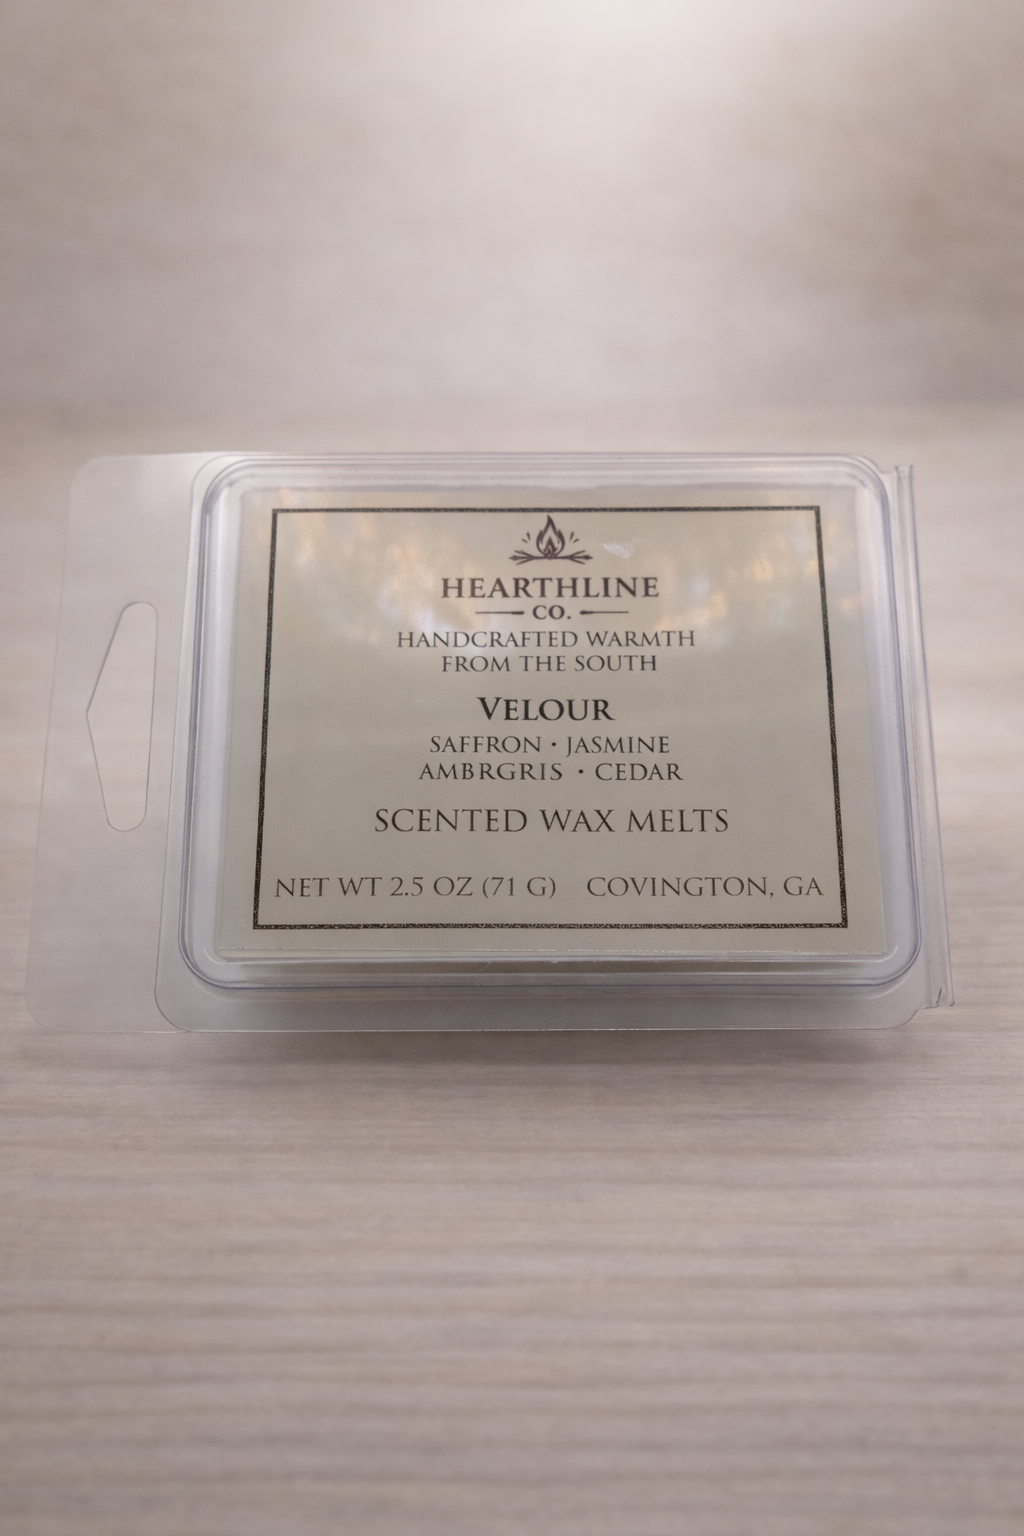 HEARTHLINE
CO.
HANDCRAFTED WARMTH
FROM THE SOUTH
VELOUR
SAFFRON • JASMINE
AMBRGRIS • CEDAR
SCENTED WAX MELTS
NET WT 2.5 OZ (71 G) COVINGTON, GA